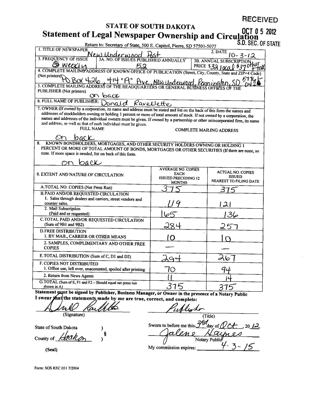 RECEIVED
OCT 05 2012
S.D. SEC. OF STATE
STATE OF SOUTH DAKOTA
Statement of Legal Newspaper Ownership and Circulation
Return to: Secretary of State, 500 E. Capitol, Pierre, SD 57501-5077
1. TITLE OF NEWSPAPER New Underwood Post
2. DATE 10-3-12
3. FREQUENCY OF ISSUE Weekly
3A. NO. OF ISSUES PUBLISHED ANNUALLY 52
3B. ANNUAL SUBSCRIPTION
PRICE
4. COMPLETE MAILING ADDRESS OF KNOWN OFFICE OF PUBLICATION (Street, City, County, State and ZIP+4 Code)
(Not printers)
PO Box 426
New Underwood, Pennington, SD
5. COMPLETE MAILING ADDRESS OF THE HEADQUARTERS OR GENERAL BUSINESS OFFICE OF THE
PUBLISHER (Not printer)
on back
6. FULL NAME OF PUBLISHER: Donald Ravellette
7. OWNER (If owned by a corporation, its name and address must be stated and list on the back of this form the names and
addresses of stockholders owning or holding 1 percent or more of total amount of stock. If not owned by a corporation, the
names and addresses of the individual owners must be given. If owned by a partnership or other unincorporated firm, its name
and address, as well as that of each individual must be given.
FULL NAME
COMPLETE MAILING ADDRESS
on back
8. KNOWN BONDHOLDERS, MORTGAGES, AND OTHER SECURITY HOLDERS OWNING OR HOLDING 1
PERCENT OR MORE OF TOTAL AMOUNT OF BONDS, MORTGAGES OR OTHER SECURITIES (If there are none, so
state. If more space is needed, list on back of this form.
on back
9. EXTENT AND NATURE OF CIRCULATION
AVERAGE NO. COPIES
EACH
ISSUED PRECEDING 12
MONTHS
ACTUAL NO. COPIES
ISSUED
NEAREST TO FILING DATE
A. TOTAL NO. COPIES (Net Press Run) 375 375
B. PAID AND/OR REQUESTED CIRCULATION
1. Sales through dealers and carriers, street vendors and
counter sales. 119 121
2. Mail Subscription
(Paid and or requested) 165 136
C. TOTAL PAID AND/OR REQUESTED CIRCULATION
(Sum of 9B1 and 9B2) 284 257
D. FREE DISTRIBUTION
1. BY MAIL, CARRIER OR OTHER MEANS 10 10
2. SAMPLES, COMPLIMENTARY AND OTHER FREE
COPIES — —
E. TOTAL DISTRIBUTION (Sum of C, D1 and D2) 294 267
F. COPIES NOT DISTRIBUTED
1. Office use, left over, unaccounted, spoiled after printing 70 94
2. Return from News Agents 11 14
G. TOTAL (Sum of E, F1 and F2 - Should equal net press run
shown in A) 375 375
Statement must be signed by Publisher, Business Manager, or Owner in the presence of a Notary Public
I swear that the statements made by me are true, correct, and complete:
(Signature)
Publisher
(Title)
State of South Dakota )
§
County of )
Sworn to before me this 3rd day of Oct, 20 12
Notary Public
(Seal)
My commission expires: 4-3-15
Form: SOS REC 051 7/2004